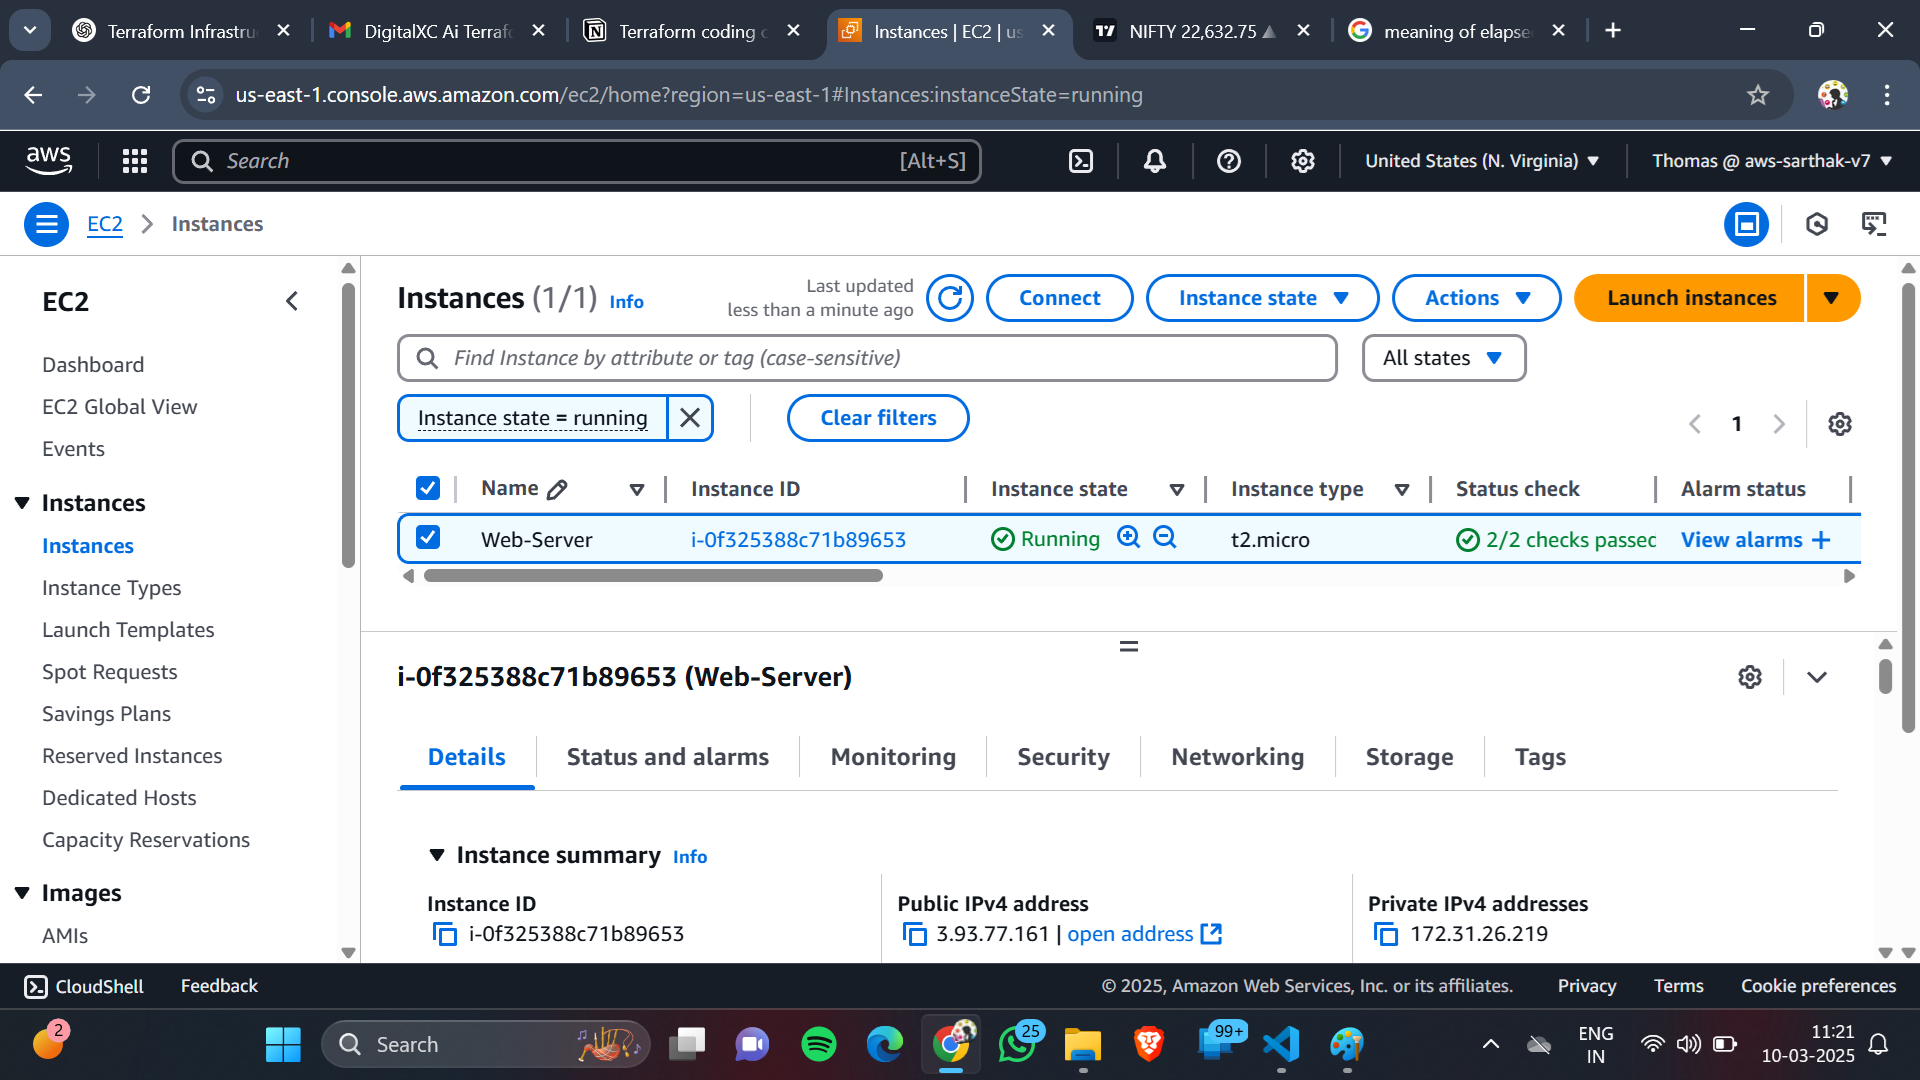 Terraform Infrastru
DigitalXC Ai Terrafo
Terraform coding c
Instances | EC2 | us
NIFTY 22,632.75
meaning of elapse
us-east-1.console.aws.amazon.com/ec2/home?region=us-east-1#Instances:instanceState=running
aws
Search
[Alt+S]
United States (N. Virginia)
Thomas @ aws-sarthak-v7
EC2
Instances
EC2
Dashboard
EC2 Global View
Events
Instances
Instances
Instance Types
Launch Templates
Spot Requests
Savings Plans
Reserved Instances
Dedicated Hosts
Capacity Reservations
Images
AMIs
Instances (1/1) Info
Last updated
less than a minute ago
Connect
Instance state
Actions
Launch instances
Find Instance by attribute or tag (case-sensitive)
All states
Instance state = running
Clear filters
1
Name
Instance ID
Instance state
Instance type
Status check
Alarm status
Web-Server
i-0f325388c71b89653
Running
t2.micro
2/2 checks passec
View alarms +
i-0f325388c71b89653 (Web-Server)
Details
Status and alarms
Monitoring
Security
Networking
Storage
Tags
Instance summary Info
Instance ID
i-0f325388c71b89653
Public IPv4 address
3.93.77.161 | open address
Private IPv4 addresses
172.31.26.219
CloudShell
Feedback
© 2025, Amazon Web Services, Inc. or its affiliates.
Privacy
Terms
Cookie preferences
2
Search
25
99+
ENG
IN
11:21
10-03-2025